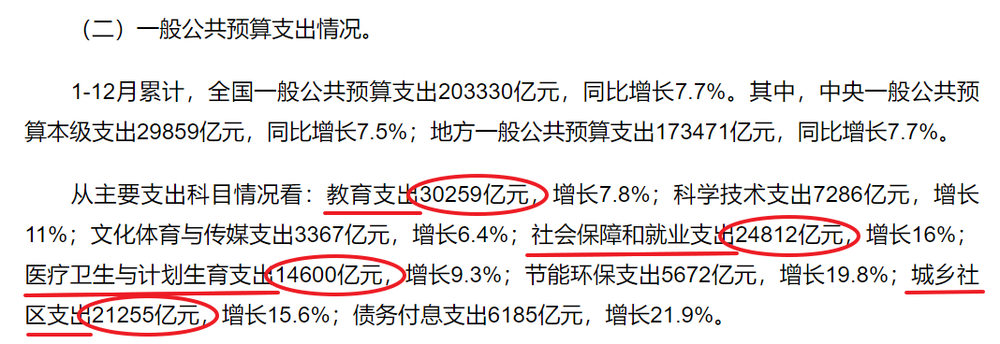 （二）一般公共预算支出情况。
1-12月累计，全国一般公共预算支出203330亿元，同比增长7.7%。其中，中央一般公共预
算本级支出29859亿元，同比增长7.5%；地方一般公共预算支出173471亿元，同比增长7.7%。
从主要支出科目情况看：教育支出30259亿元，增长7.8%；科学技术支出7286亿元，增长
11%；文化体育与传媒支出3367亿元，增长6.4%；社会保障和就业支出24812亿元，增长16%；
医疗卫生与计划生育支出14600亿元，增长9.3%；节能环保支出5672亿元，增长19.8%；城乡社
区支出21255亿元，增长15.6%；债务付息支出6185亿元，增长21.9%。